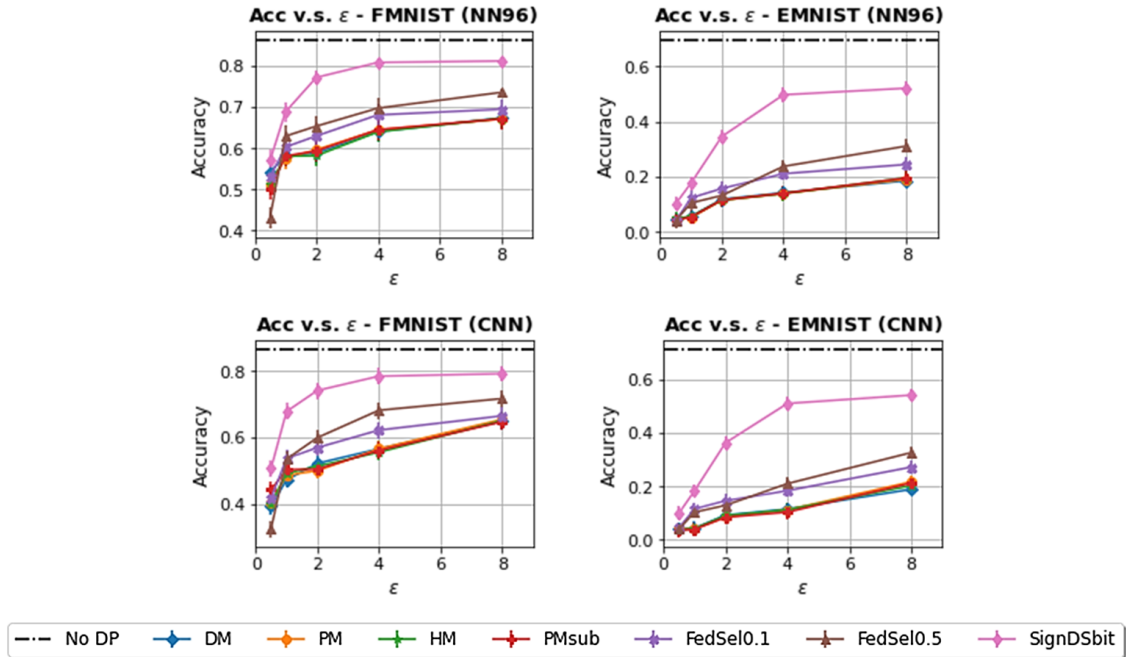 Acc v.s. ε - FMNIST (NN96)
Accuracy
0.8
0.7
0.6
0.5
0.4
0 2 4 6 8
ε
Acc v.s. ε - EMNIST (NN96)
Accuracy
0.6
0.4
0.2
0.0
0 2 4 6 8
ε
Acc v.s. ε - FMNIST (CNN)
Accuracy
0.8
0.6
0.4
0 2 4 6 8
ε
Acc v.s. ε - EMNIST (CNN)
Accuracy
0.6
0.4
0.2
0.0
0 2 4 6 8
ε
No DP DM PM HM PMsub FedSel0.1 FedSel0.5 SignDSbit